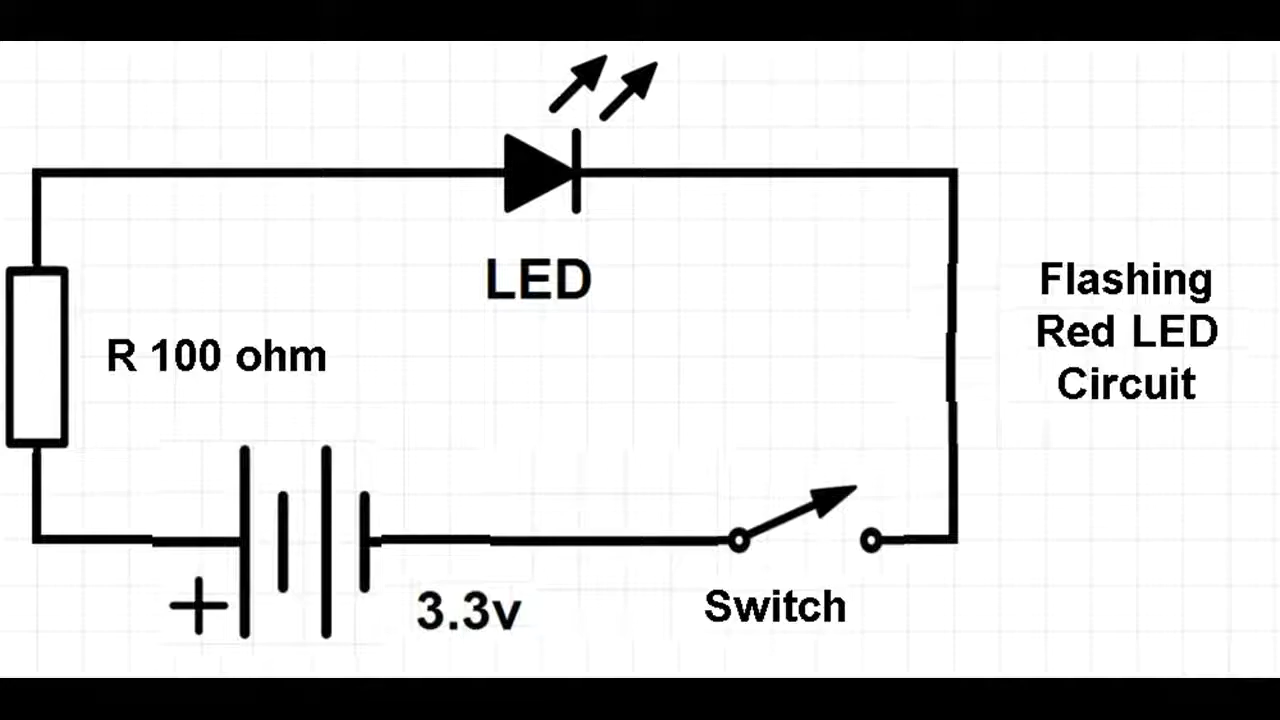 LED
R 100 ohm
Flashing
Red LED
Circuit
+
3.3v
Switch